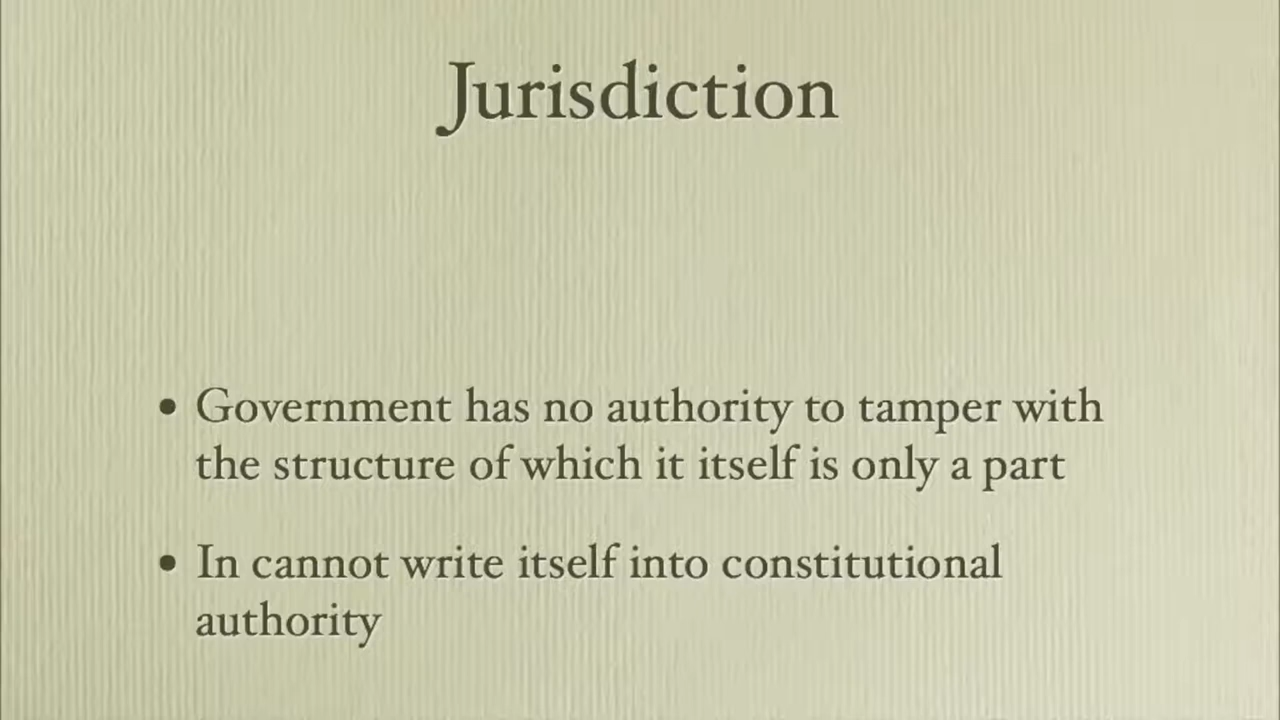 Jurisdiction
• Government has no authority to tamper with
the structure of which it itself is only a part
• In cannot write itself into constitutional
authority